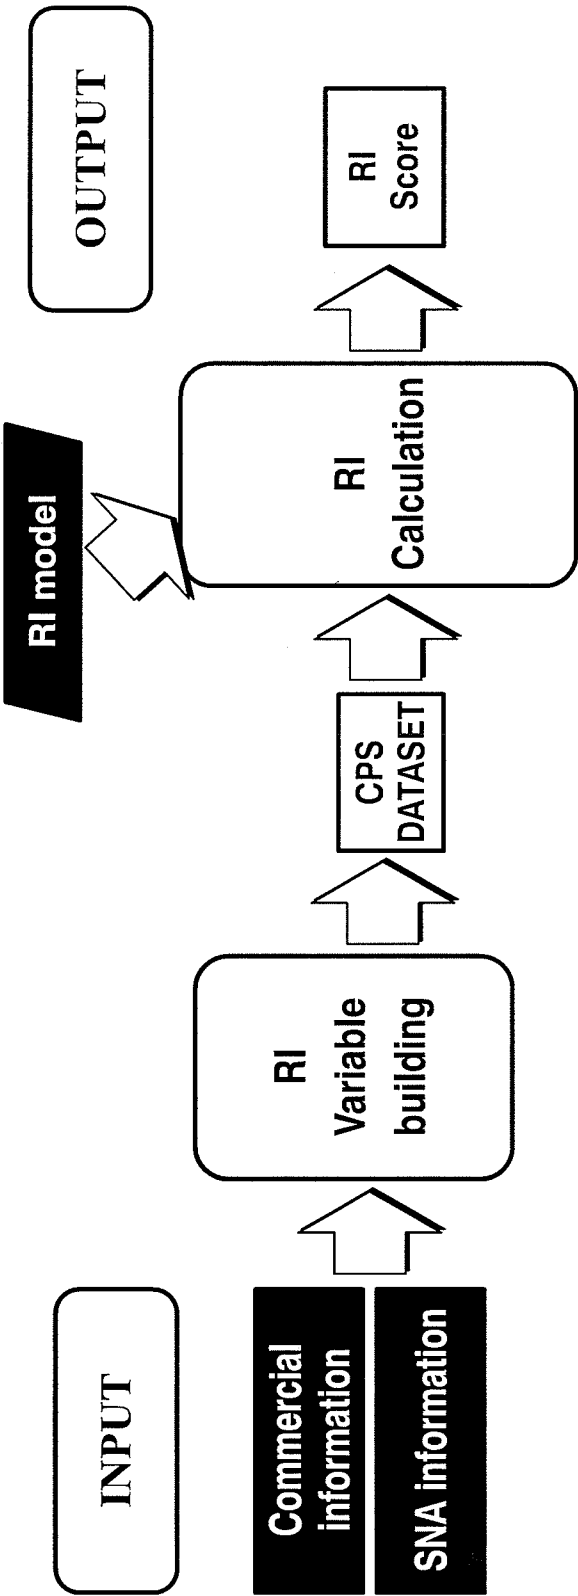 INPUT
OUTPUT
Commercial
information
SNA information
RI
Variable
building
CPS
DATASET
RI model
RI
Calculation
RI
Score